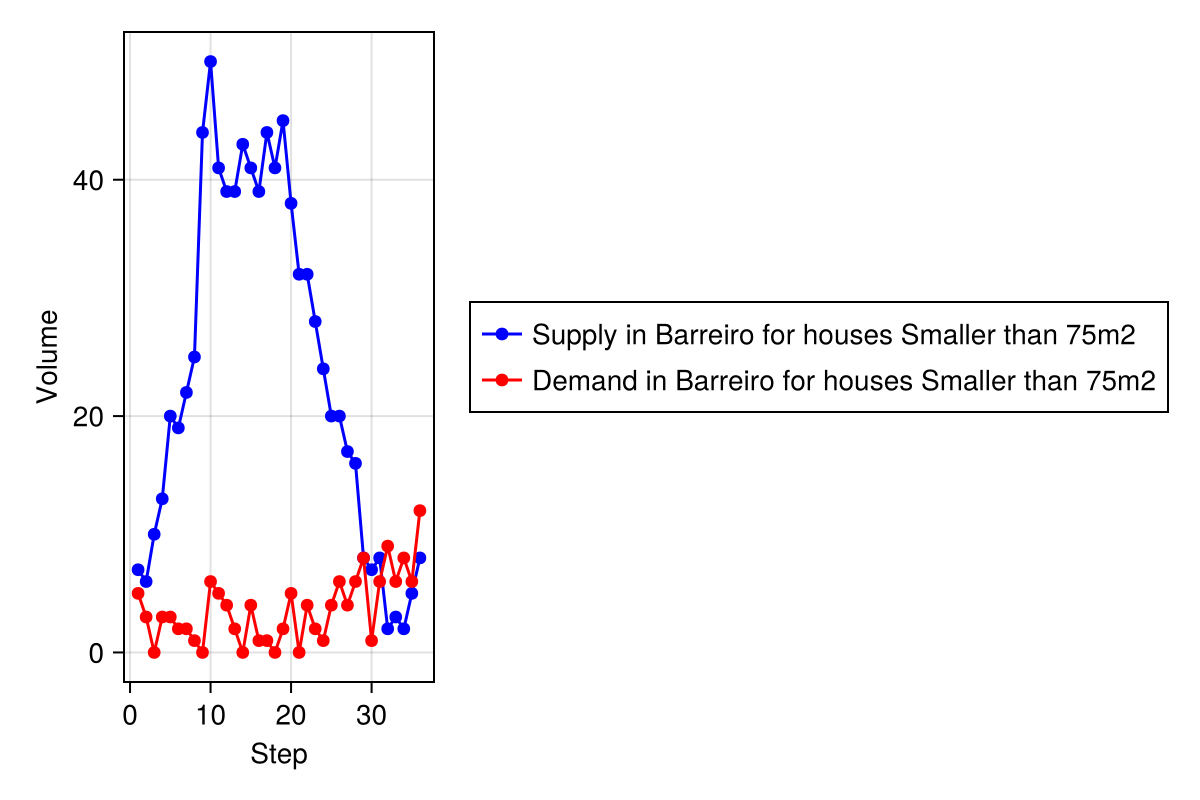 Volume
40
20
0
0 10 20 30
Step
Supply in Barreiro for houses Smaller than 75m2
Demand in Barreiro for houses Smaller than 75m2